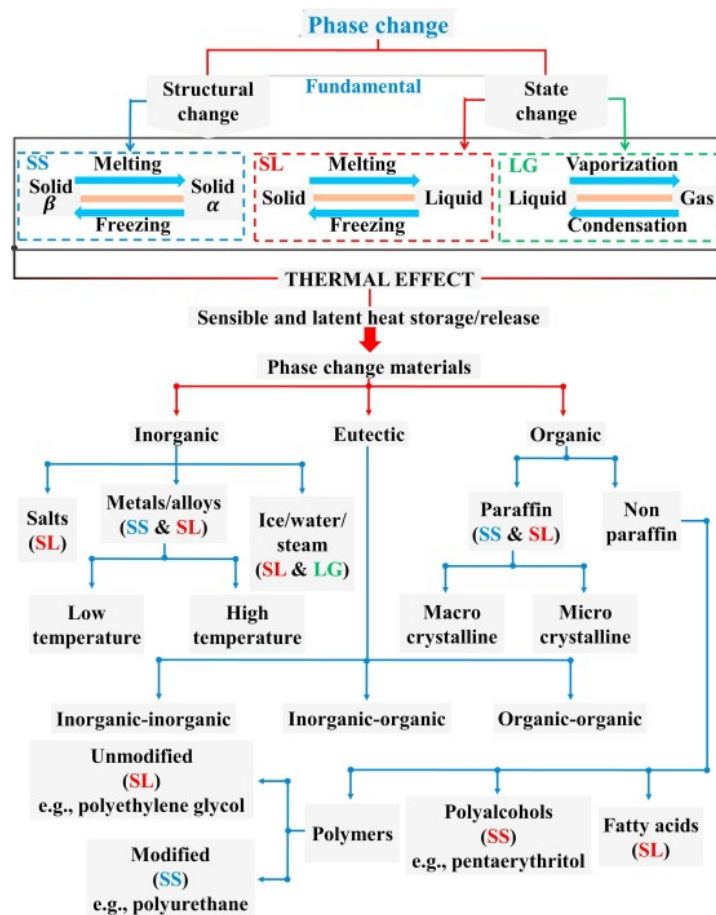 Phase change
Structural
change
Fundamental
State
change
SS
Melting
Solid
β
Solid
α
Freezing
SL
Melting
Solid
Liquid
Freezing
LG
Vaporization
Liquid
Gas
Condensation
THERMAL EFFECT
Sensible and latent heat storage/release
Phase change materials
Inorganic
Eutectic
Organic
Salts
(SL)
Metals/alloys
(SS & SL)
Ice/water/
steam
(SL & LG)
Paraffin
(SS & SL)
Non
paraffin
Low
temperature
High
temperature
Macro
crystalline
Micro
crystalline
Inorganic-inorganic
Inorganic-organic
Organic-organic
Unmodified
(SL)
e.g., polyethylene glycol
Modified
(SS)
e.g., polyurethane
Polymers
Polyalcohols
(SS)
e.g., pentaerythritol
Fatty acids
(SL)